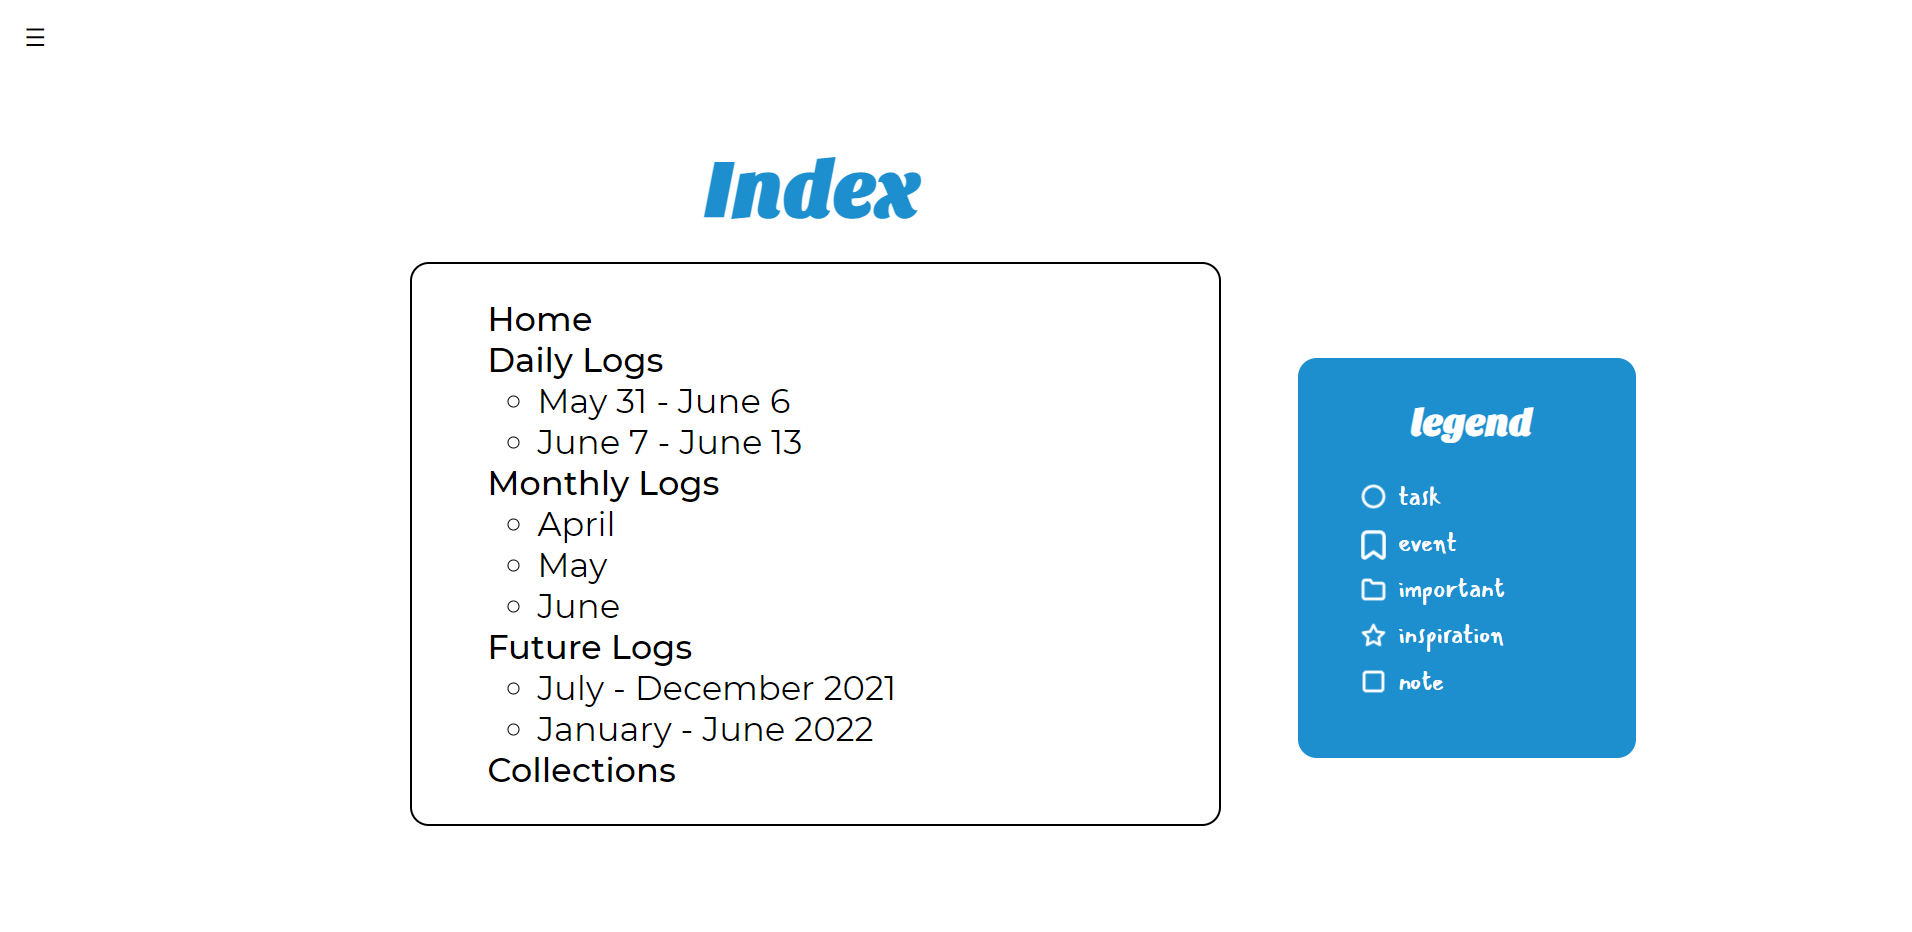 Index
Home
Daily Logs
May 31 - June 6
June 7 - June 13
Monthly Logs
April
May
June
Future Logs
July - December 2021
January - June 2022
Collections
legend
task
event
important
inspiration
note